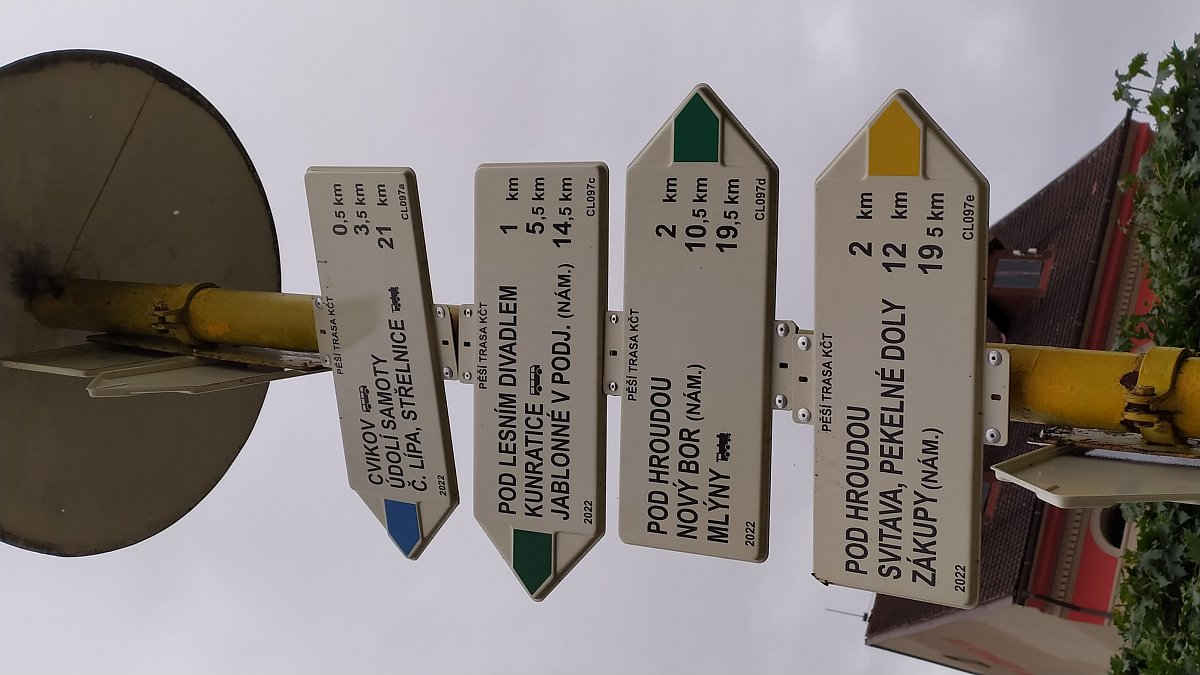 PĚŠÍ TRASA KČT
CVIKOV 0,5 km
ÚDOLÍ SAMOTY 3,5 km
Č. LÍPA, STŘELNICE 21 km
2022 CL097a
PĚŠÍ TRASA KČT
POD LESNÍM DIVADLEM 1 km
KUNRATICE 5,5 km
JABLONNÉ V PODJ. (NÁM.) 14,5 km
2022 CL097c
PĚŠÍ TRASA KČT
POD HROUDOU 2 km
NOVÝ BOR (NÁM.) 10,5 km
MLÝNY 19,5 km
2022 CL097d
PĚŠÍ TRASA KČT
POD HROUDOU 2 km
SVITAVA, PEKELNÉ DOLY 12 km
ZÁKUPY (NÁM.) 19 5 km
2022 CL097e